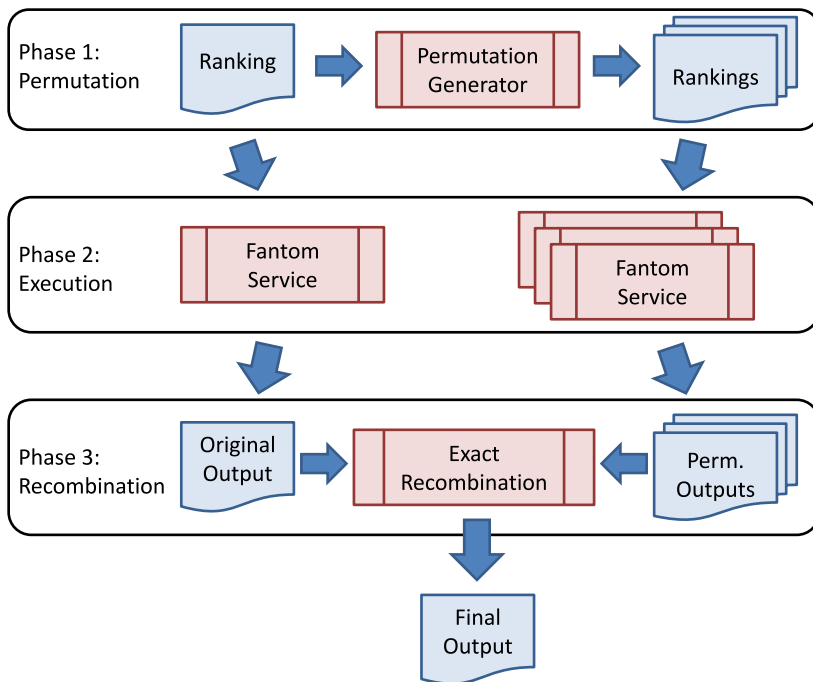 Phase 1:
Permutation
Ranking
Permutation
Generator
Rankings
Phase 2:
Execution
Fantom
Service
Fantom
Service
Phase 3:
Recombination
Original
Output
Exact
Recombination
Perm.
Outputs
Final
Output